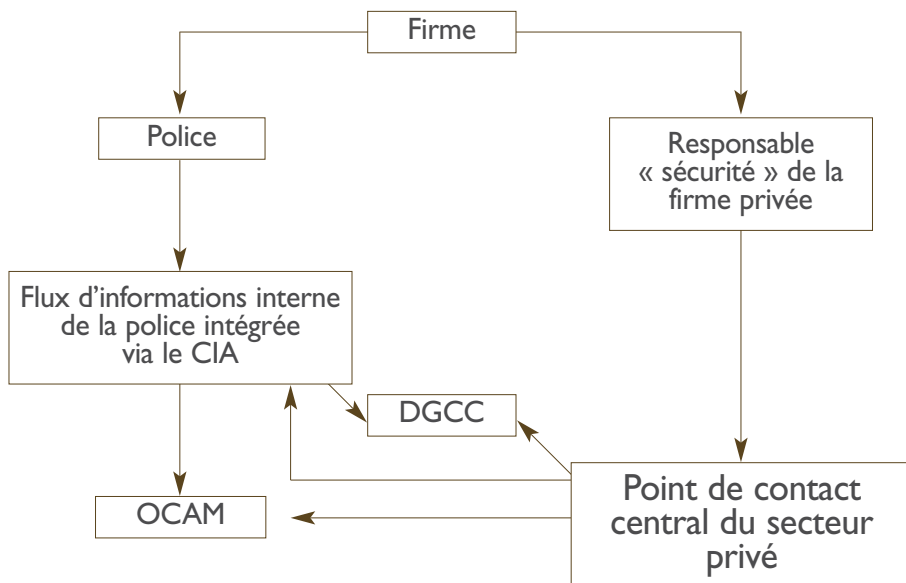 Firme
Police
Responsable
« sécurité » de la
firme privée
Flux d’informations interne
de la police intégrée
via le CIA
DGCC
OCAM
Point de contact
central du secteur
privé